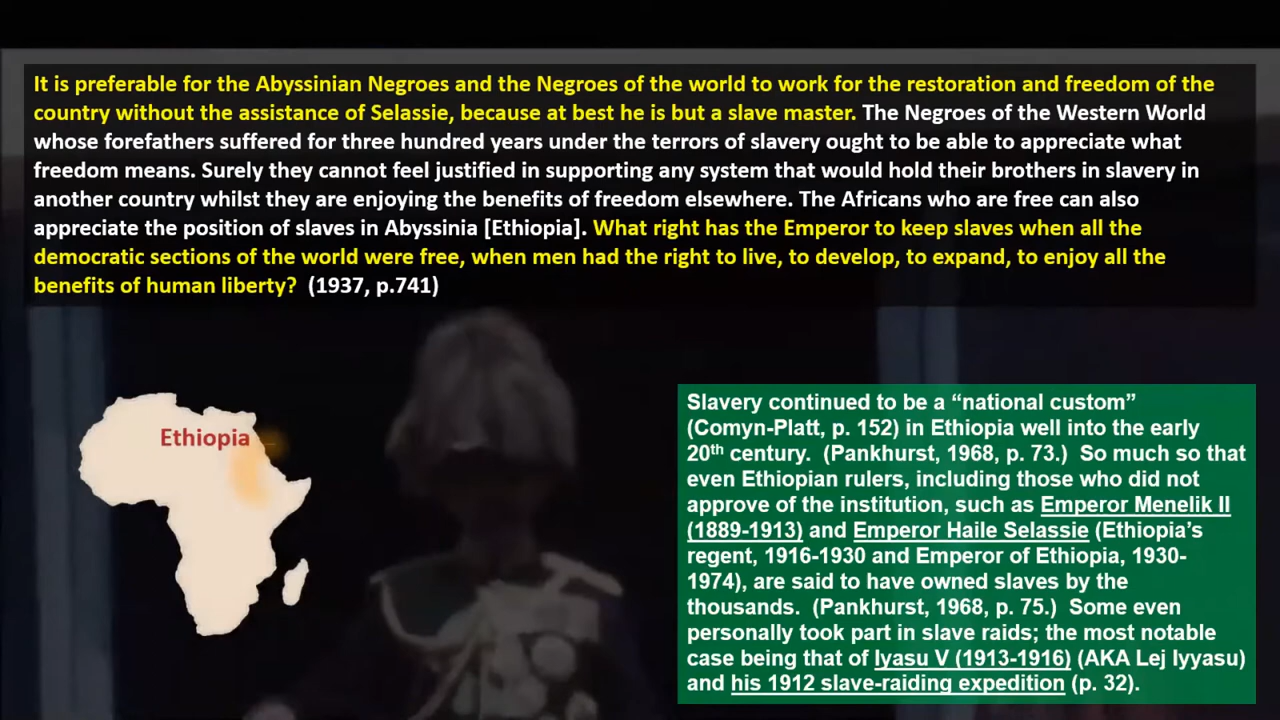 It is preferable for the Abyssinian Negroes and the Negroes of the world to work for the restoration and freedom of the
country without the assistance of Selassie, because at best he is but a slave master. The Negroes of the Western World
whose forefathers suffered for three hundred years under the terrors of slavery ought to be able to appreciate what
freedom means. Surely they cannot feel justified in supporting any system that would hold their brothers in slavery in
another country whilst they are enjoying the benefits of freedom elsewhere. The Africans who are free can also
appreciate the position of slaves in Abyssinia [Ethiopia]. What right has the Emperor to keep slaves when all the
democratic sections of the world were free, when men had the right to live, to develop, to expand, to enjoy all the
benefits of human liberty? (1937, p.741)
Ethiopia
Slavery continued to be a “national custom”
(Comyn-Platt, p. 152) in Ethiopia well into the early
20th century. (Pankhurst, 1968, p. 73.) So much so that
even Ethiopian rulers, including those who did not
approve of the institution, such as Emperor Menelik II
(1889-1913) and Emperor Haile Selassie (Ethiopia’s
regent, 1916-1930 and Emperor of Ethiopia, 1930-
1974), are said to have owned slaves by the
thousands. (Pankhurst, 1968, p. 75.) Some even
personally took part in slave raids; the most notable
case being that of Iyasu V (1913-1916) (AKA Lej Iyyasu)
and his 1912 slave-raiding expedition (p. 32).